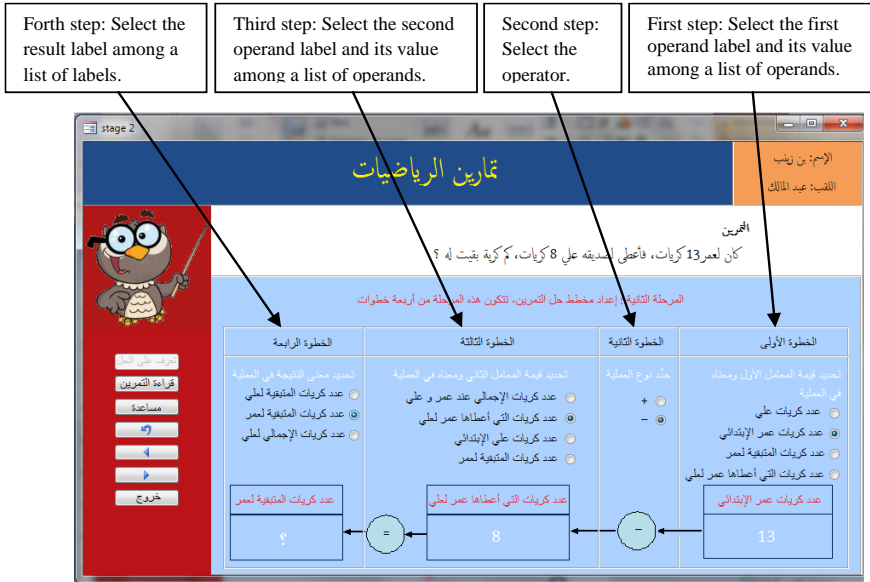 Forth step: Select the
result label among a
list of labels.
Third step: Select the second
operand label and its value
among a list of operands.
Second step:
Select the
operator.
First step: Select the first
operand label and its value
among a list of operands.
stage 2
تمارين الرياضيات
الإسم: بن زينب
اللقب: عبد المالك
التمرين
كان لعمر 13 كريات، فأعطى لصديقه علي 8 كريات، كم كرية بقيت له ؟
المرحلة الثانية : إعداد مخطط حل التمرين، تتكون هذه المرحلة من أربعة خطوات
الخطوة الأولى
تحديد قيمة المعامل الأول ومعناه
في العملية
عدد كريات علي
عدد كريات عمر الإبتدائي
عدد كريات المتبقية لعمر
عدد كريات التي أعطاها عمر لعلي
الخطوة الثانية
حدّد نوع العملية
+
–
الخطوة الثالثة
تحديد قيمة المعامل الثاني ومعناه في العملية
عدد كريات الإجمالي عند عمر و علي
عدد كريات التي أعطاها عمر لعلي
عدد كريات علي الإبتدائي
عدد كريات المتبقية لعمر
الخطوة الرابعة
تحديد معنى النتيجة في العملية
عدد كريات المتبقية لعلي
عدد كريات المتبقية لعمر
عدد كريات الإجمالي لعلي
عدد كريات عمر الإبتدائي
13
–
عدد كريات التي أعطاها عمر لعلي
8
=
عدد كريات المتبقية لعمر
؟
تعرف على الحل
قراءة التمرين
مساعدة
خروج